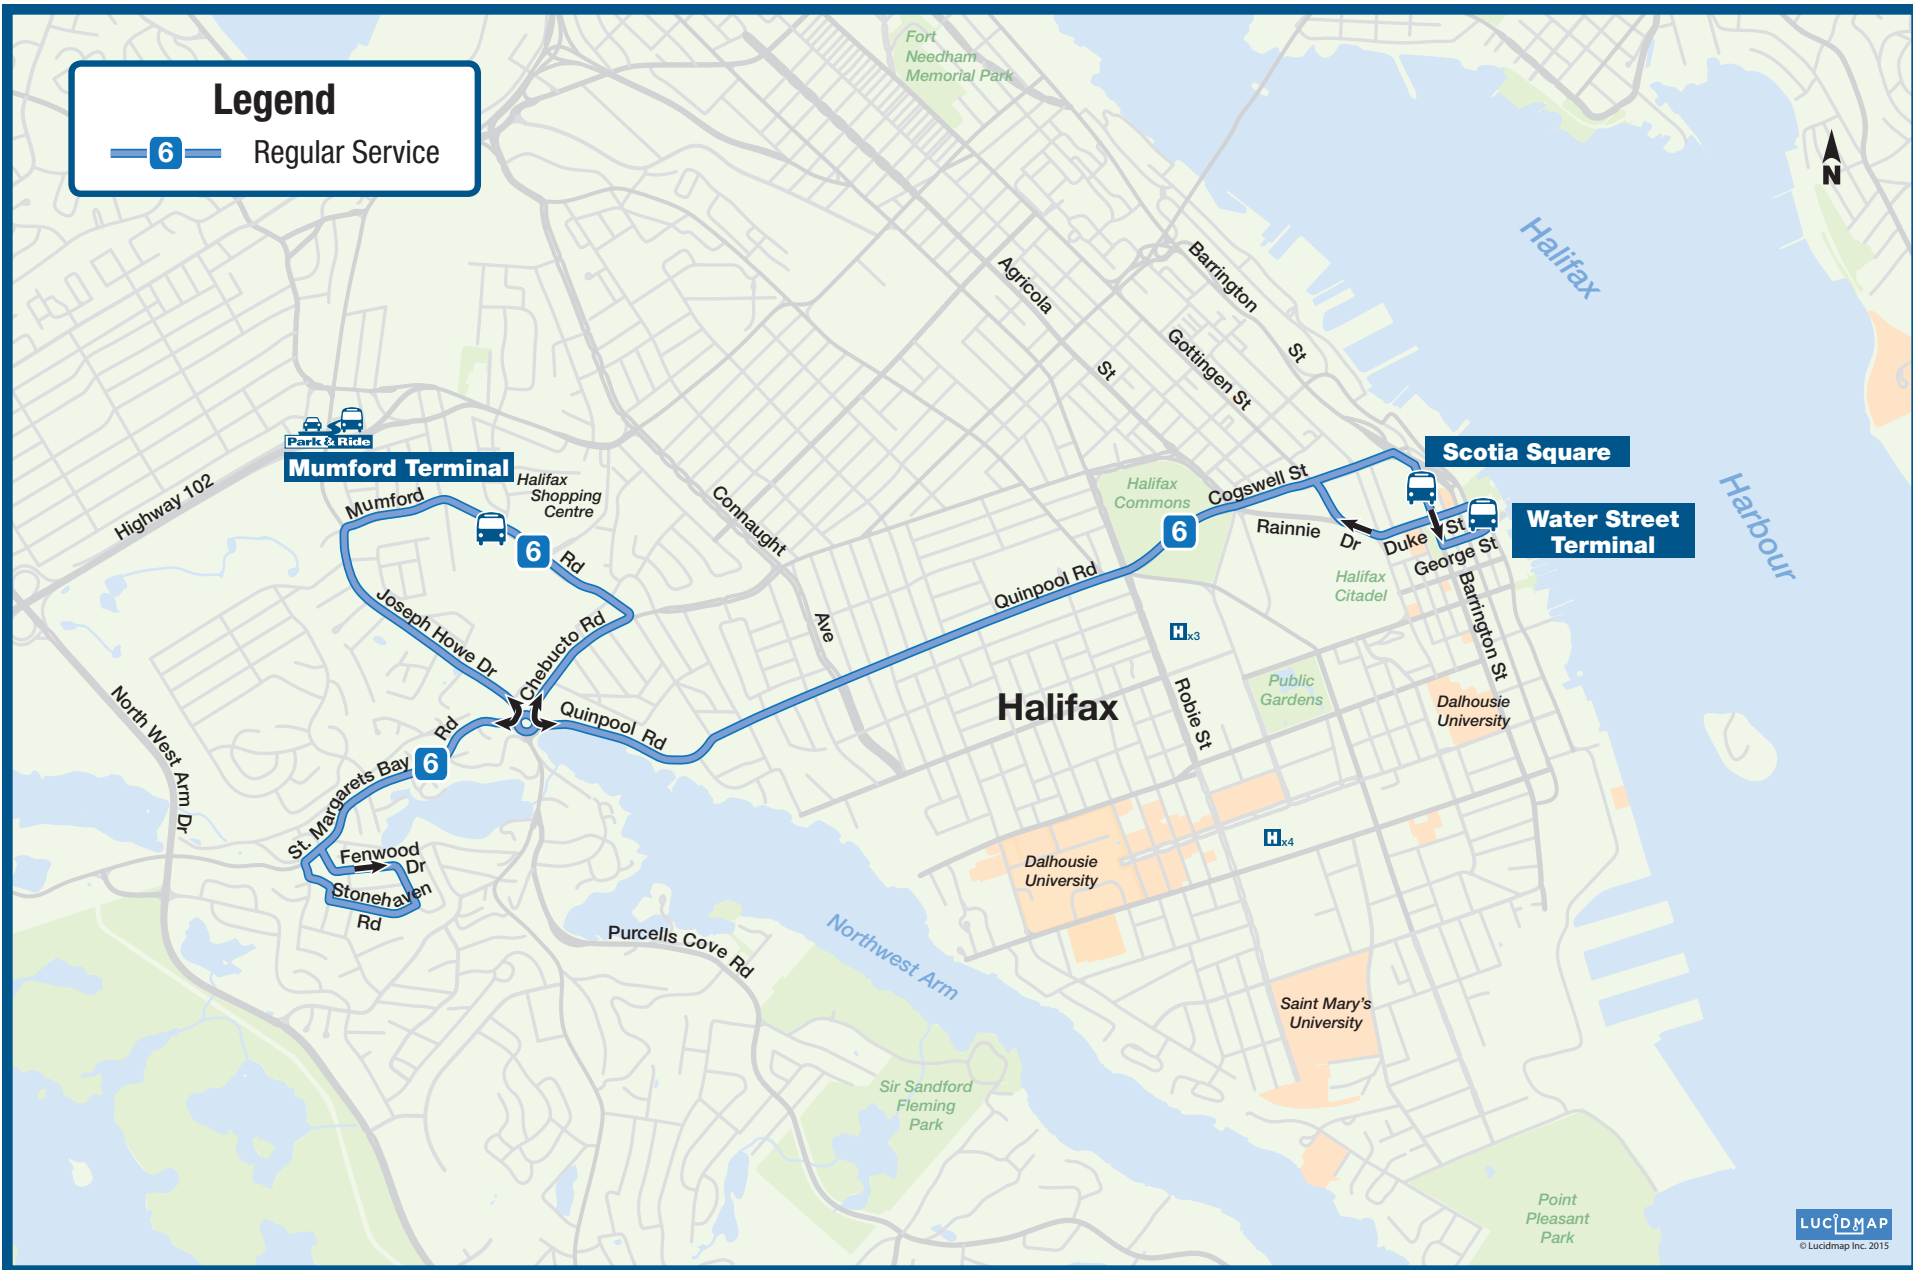 Legend
6 Regular Service
Fort
Needham
Memorial Park
N
Halifax
Harbour
Barrington
St
Agricola
St
Gottingen St
Park & Ride
Mumford Terminal
Halifax
Shopping
Centre
Highway 102
Mumford
Rd
6
Connaught
Ave
Halifax
Commons
Cogswell St
6
Scotia Square
Water Street
Terminal
Rainnie
Dr
Duke
St
George St
Halifax
Citadel
Barrington St
Quinpool Rd
Joseph Howe Dr
Chebucto Rd
H x3
Public
Gardens
Robie St
Halifax
Dalhousie
University
Quinpool Rd
North West Arm Dr
St. Margarets Bay
Rd
6
Fenwood
Dr
Stonehaven
Rd
H x4
Dalhousie
University
Purcells Cove Rd
Northwest Arm
Saint Mary's
University
Sir Sandford
Fleming
Park
Point
Pleasant
Park
LUCIDMAP
© Lucidmap Inc. 2015